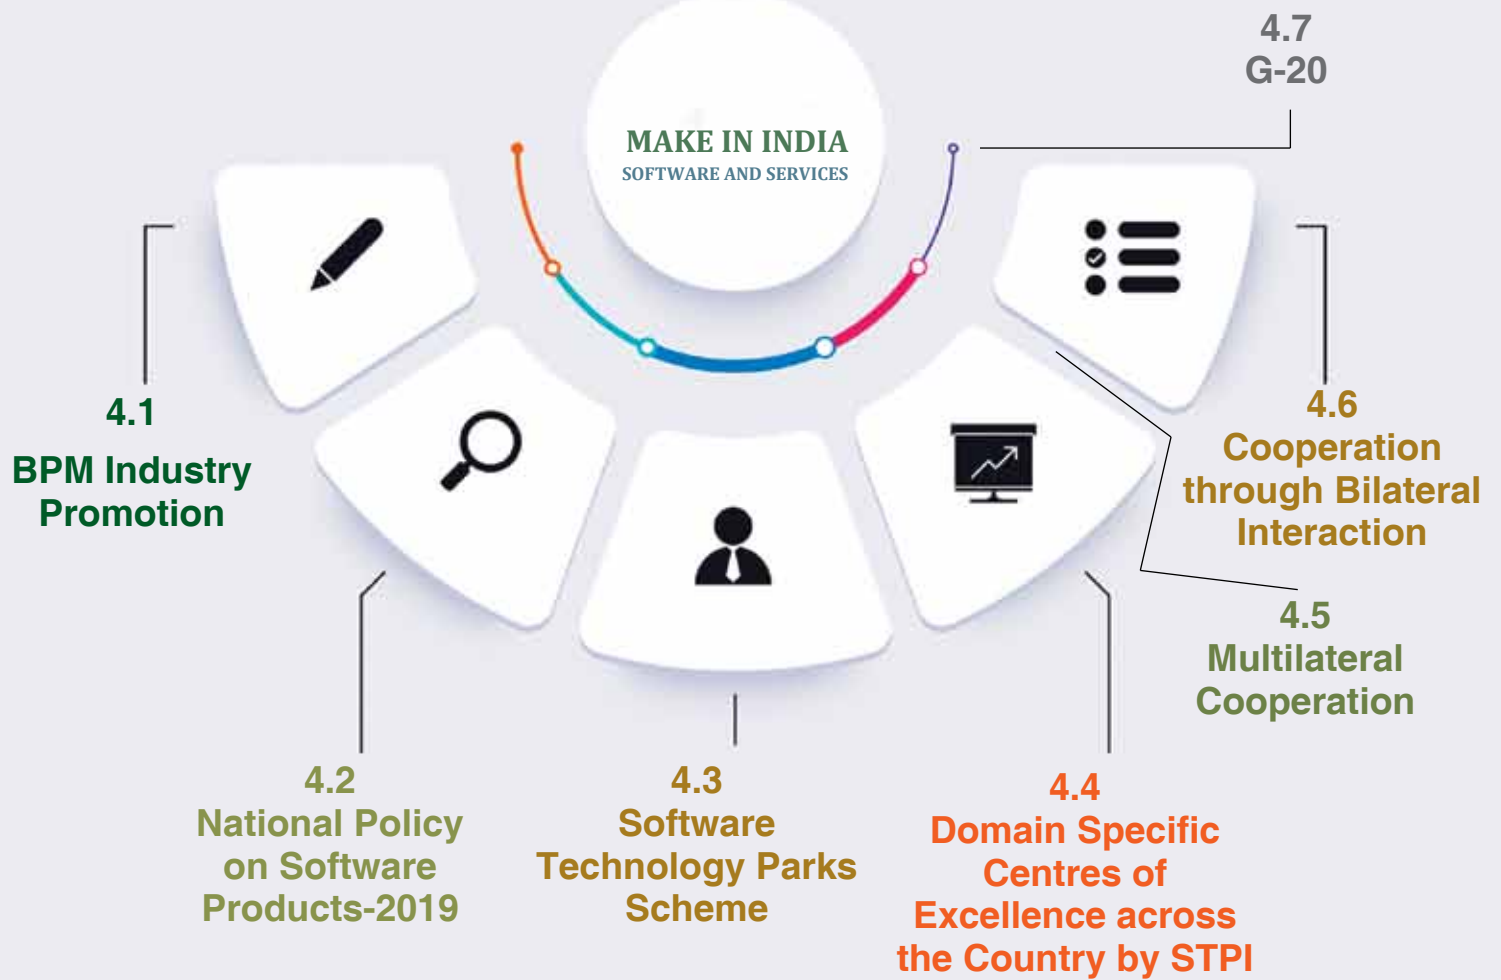 MAKE IN INDIA
SOFTWARE AND SERVICES
4.1
BPM Industry
Promotion
4.2
National Policy
on Software
Products-2019
4.3
Software
Technology Parks
Scheme
4.4
Domain Specific
Centres of
Excellence across
the Country by STPI
4.5
Multilateral
Cooperation
4.6
Cooperation
through Bilateral
Interaction
4.7
G-20